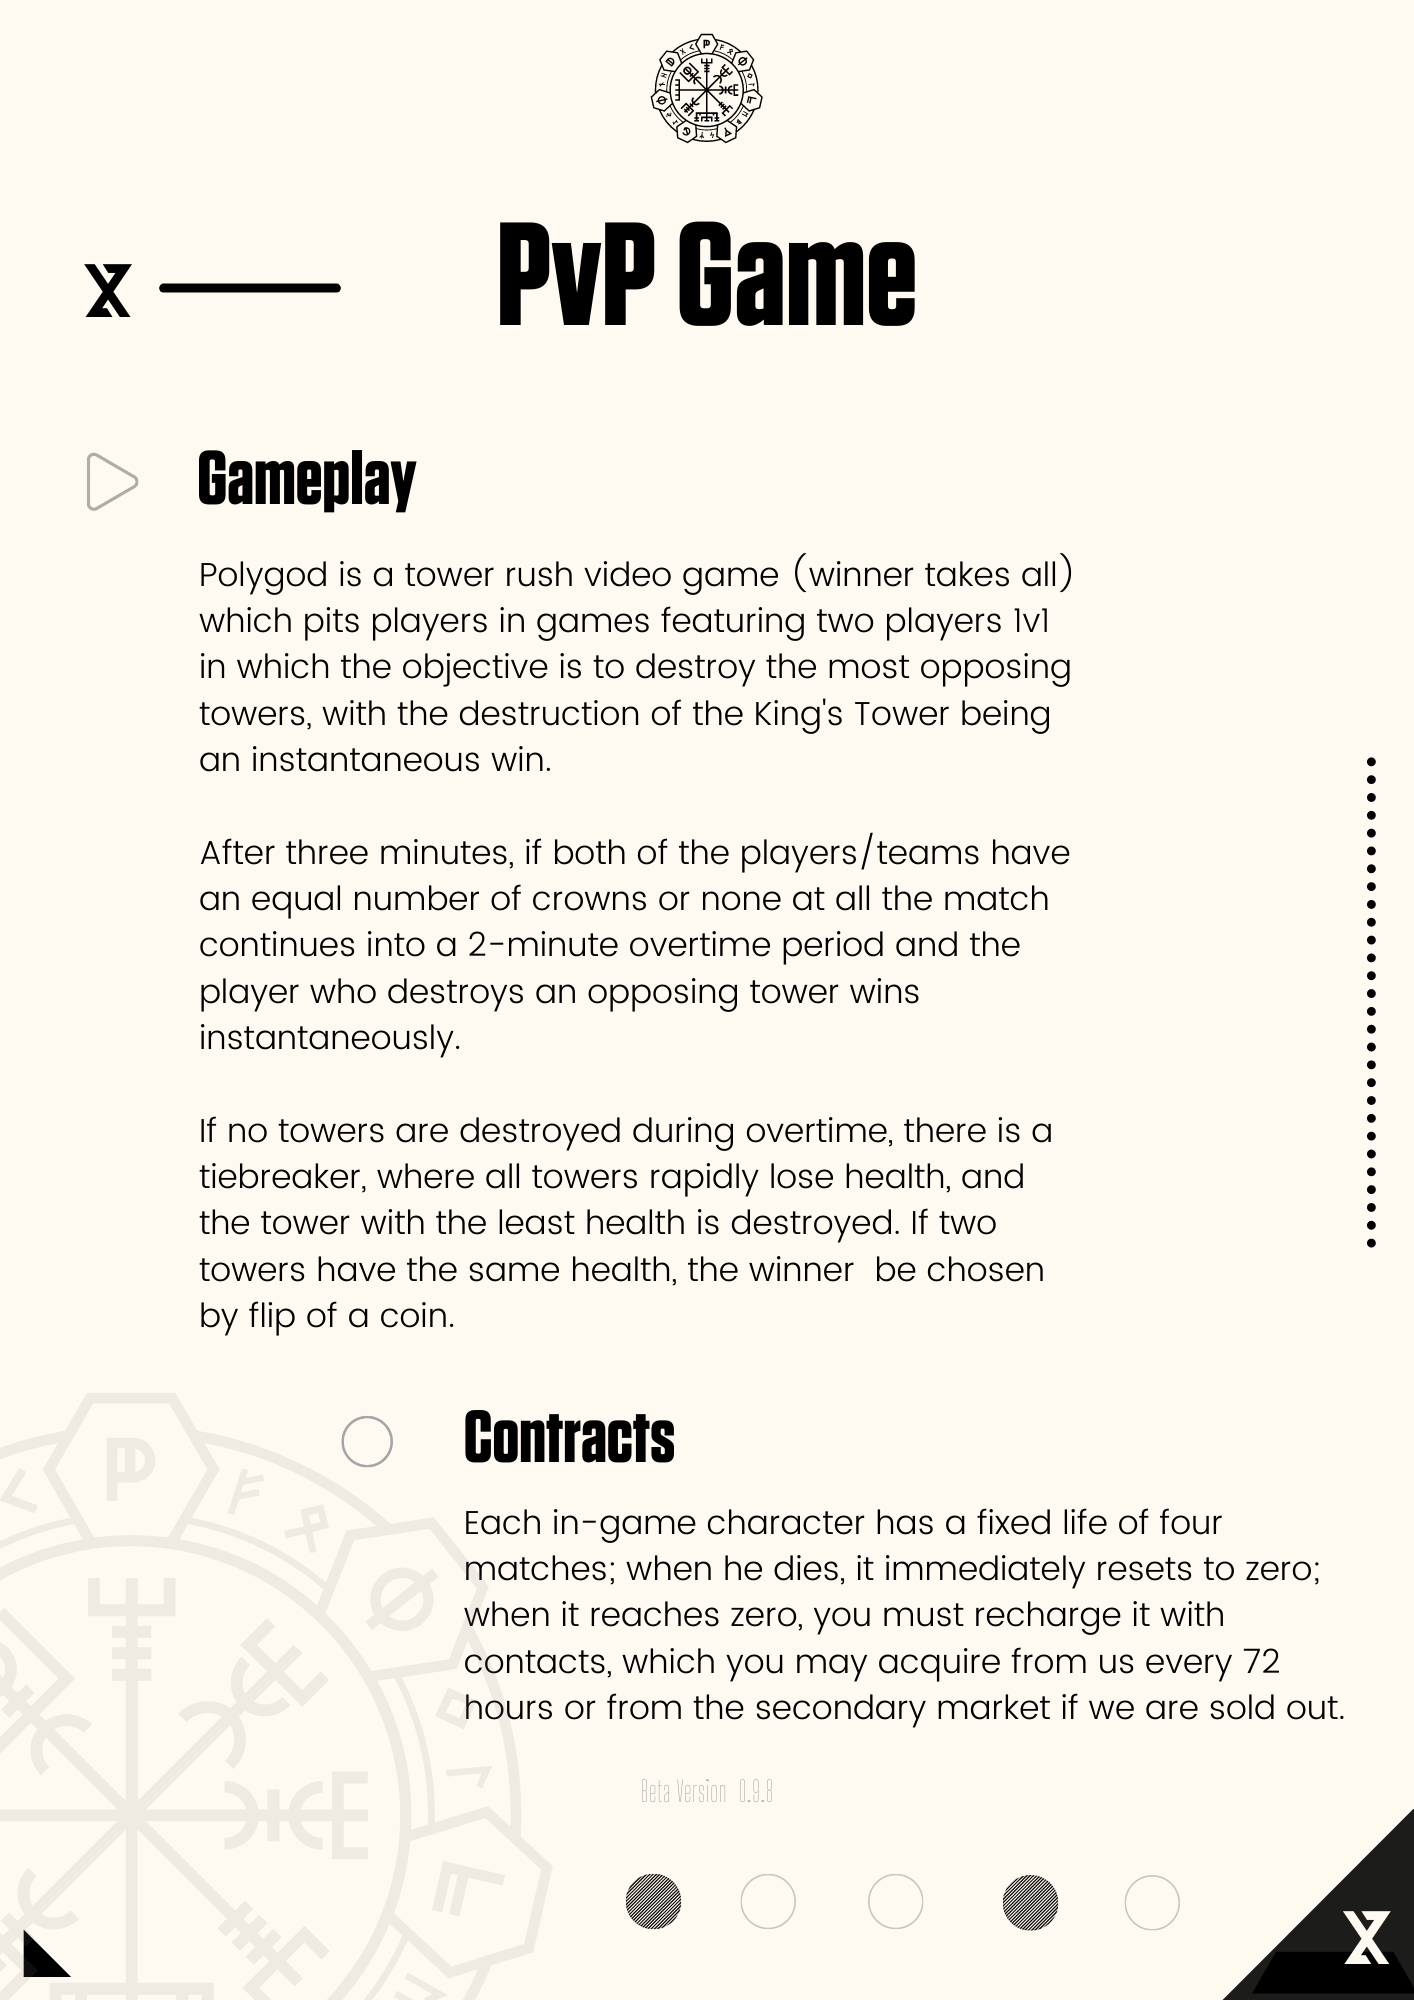 PvP Game
Gameplay
Polygod is a tower rush video game (winner takes all)
which pits players in games featuring two players 1v1
in which the objective is to destroy the most opposing
towers, with the destruction of the King's Tower being
an instantaneous win.
After three minutes, if both of the players/teams have
an equal number of crowns or none at all the match
continues into a 2-minute overtime period and the
player who destroys an opposing tower wins
instantaneously.
If no towers are destroyed during overtime, there is a
tiebreaker, where all towers rapidly lose health, and
the tower with the least health is destroyed. If two
towers have the same health, the winner  be chosen
by flip of a coin.
Contracts
Each in-game character has a fixed life of four
matches; when he dies, it immediately resets to zero;
when it reaches zero, you must recharge it with
contacts, which you may acquire from us every 72
hours or from the secondary market if we are sold out.
Beta Version  0.9.8